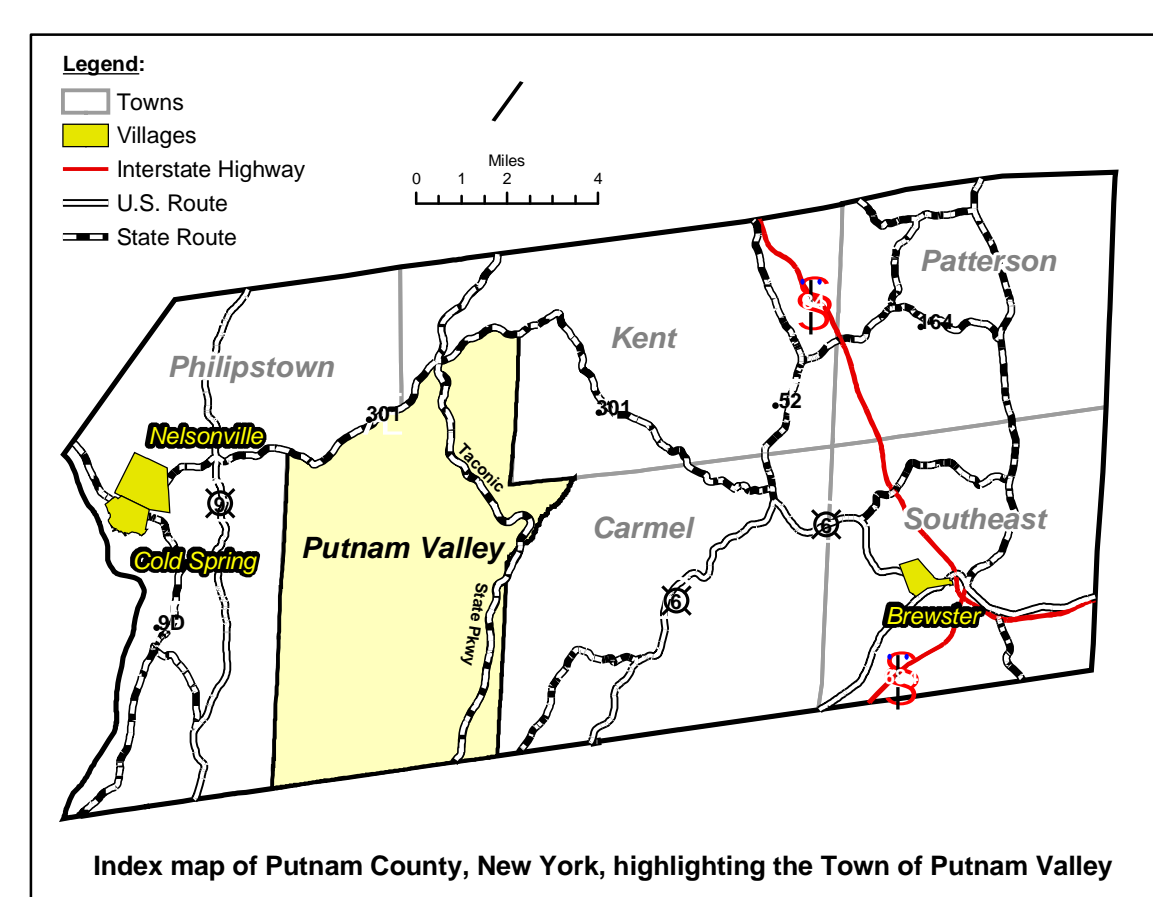 Legend:
Towns
Villages
Interstate Highway
U.S. Route
State Route
Miles
0 1 2 4
Patterson
84
164
Kent
Philipstown
301
301
52
Nelsonville
Taconic
9
Putnam Valley
Carmel
6
Southeast
Cold Spring
State Pkwy
6
Brewster
9D
Index map of Putnam County, New York, highlighting the Town of Putnam Valley